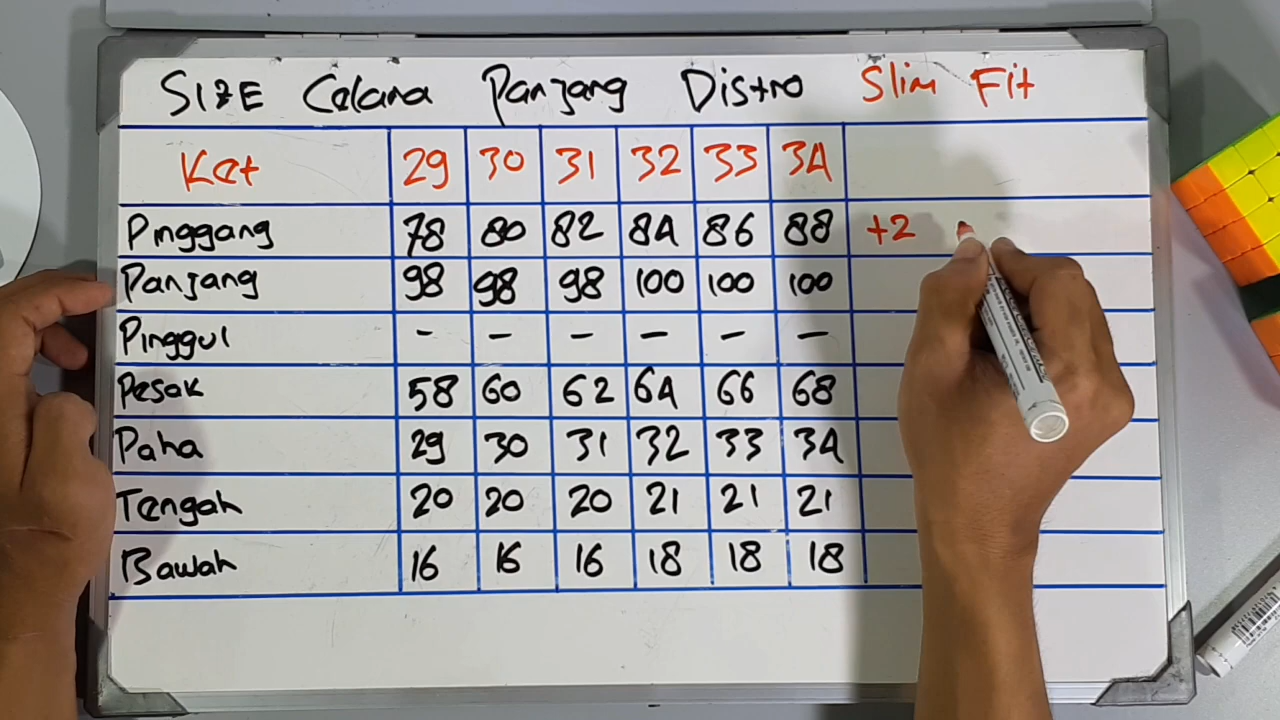 SIZE Celana Panjang Distro Slim Fit
Ket 29 30 31 32 33 34
Pinggang 78 80 82 84 86 88 +2
Panjang 98 98 98 100 100 100
Pinggul - - - - - -
Pesak 58 60 62 64 66 68
Paha 29 30 31 32 33 34
Tengah 20 20 20 21 21 21
Bawah 16 16 16 18 18 18